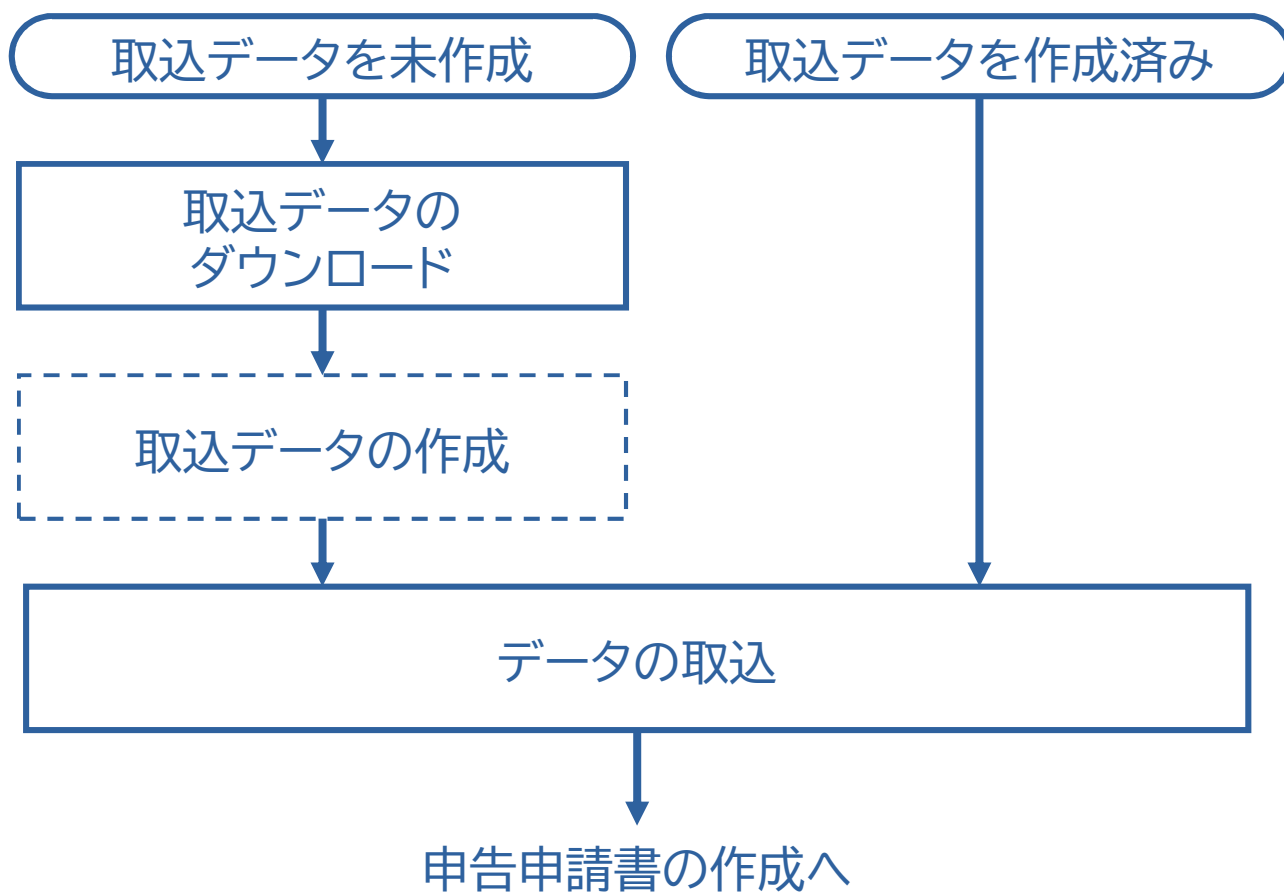 取込データを未作成
取込データを作成済み
取込データの
ダウンロード
取込データの作成
データの取込
申告申請書の作成へ